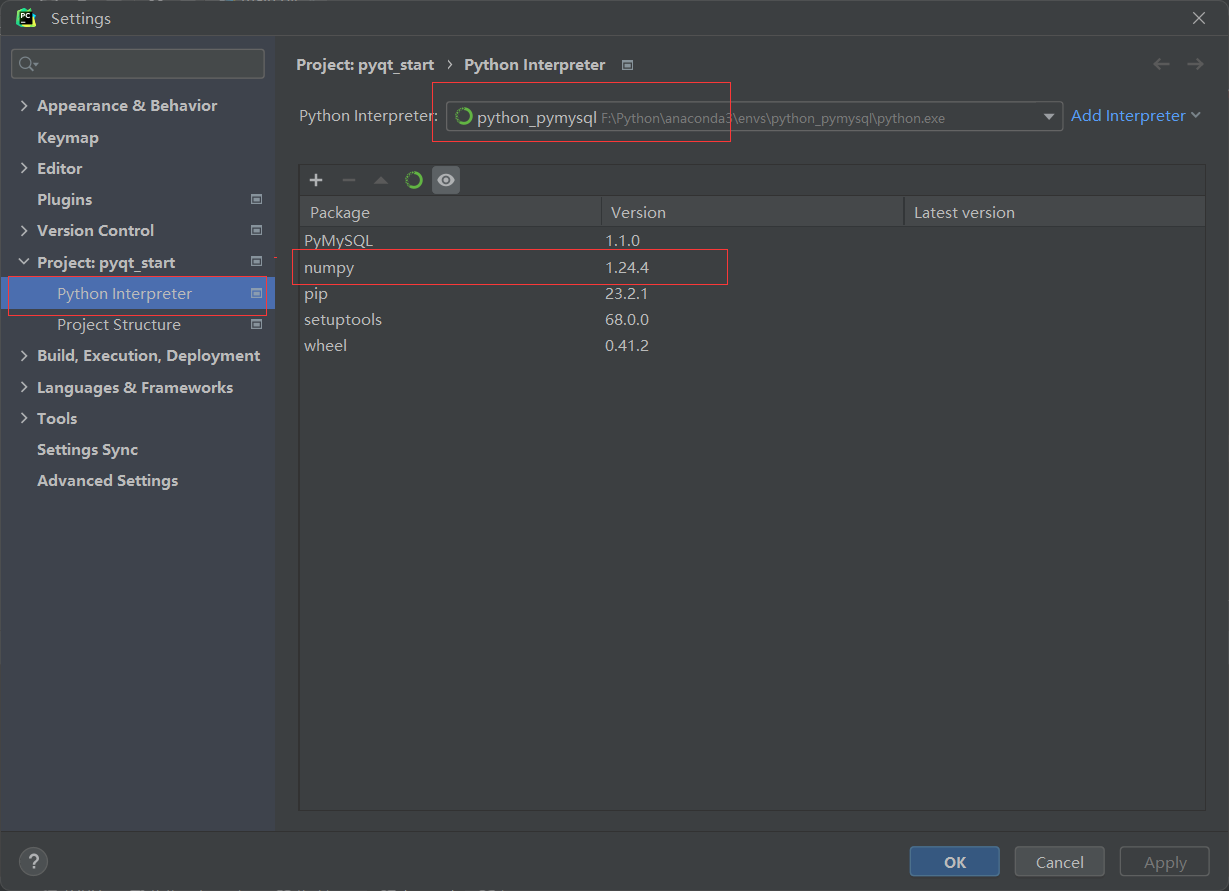 PC
Settings
Project: pyqt_start › Python Interpreter
Appearance & Behavior
Keymap
Editor
Plugins
Version Control
Project: pyqt_start
Python Interpreter
Project Structure
Build, Execution, Deployment
Languages & Frameworks
Tools
Settings Sync
Advanced Settings
Python Interpreter: python_pymysql F:\Python\anaconda3\envs\python_pymysql\python.exe Add Interpreter
Package Version Latest version
PyMySQL 1.1.0
numpy 1.24.4
pip 23.2.1
setuptools 68.0.0
wheel 0.41.2
? OK Cancel Apply